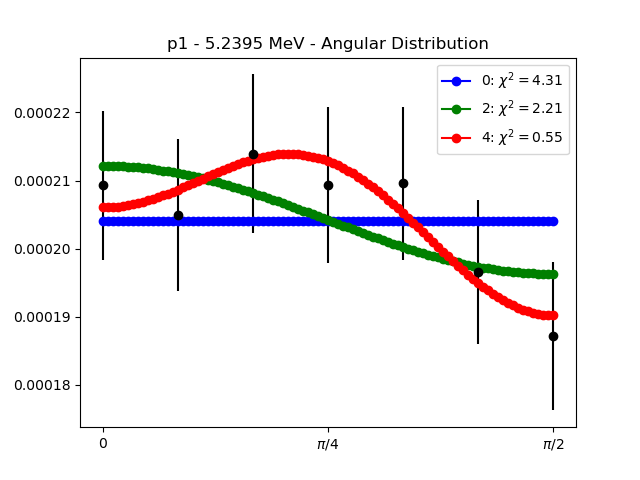 p1 - 5.2395 MeV - Angular Distribution
0: χ² = 4.31
2: χ² = 2.21
4: χ² = 0.55
0.00022
0.00021
0.00020
0.00019
0.00018
0
π/4
π/2